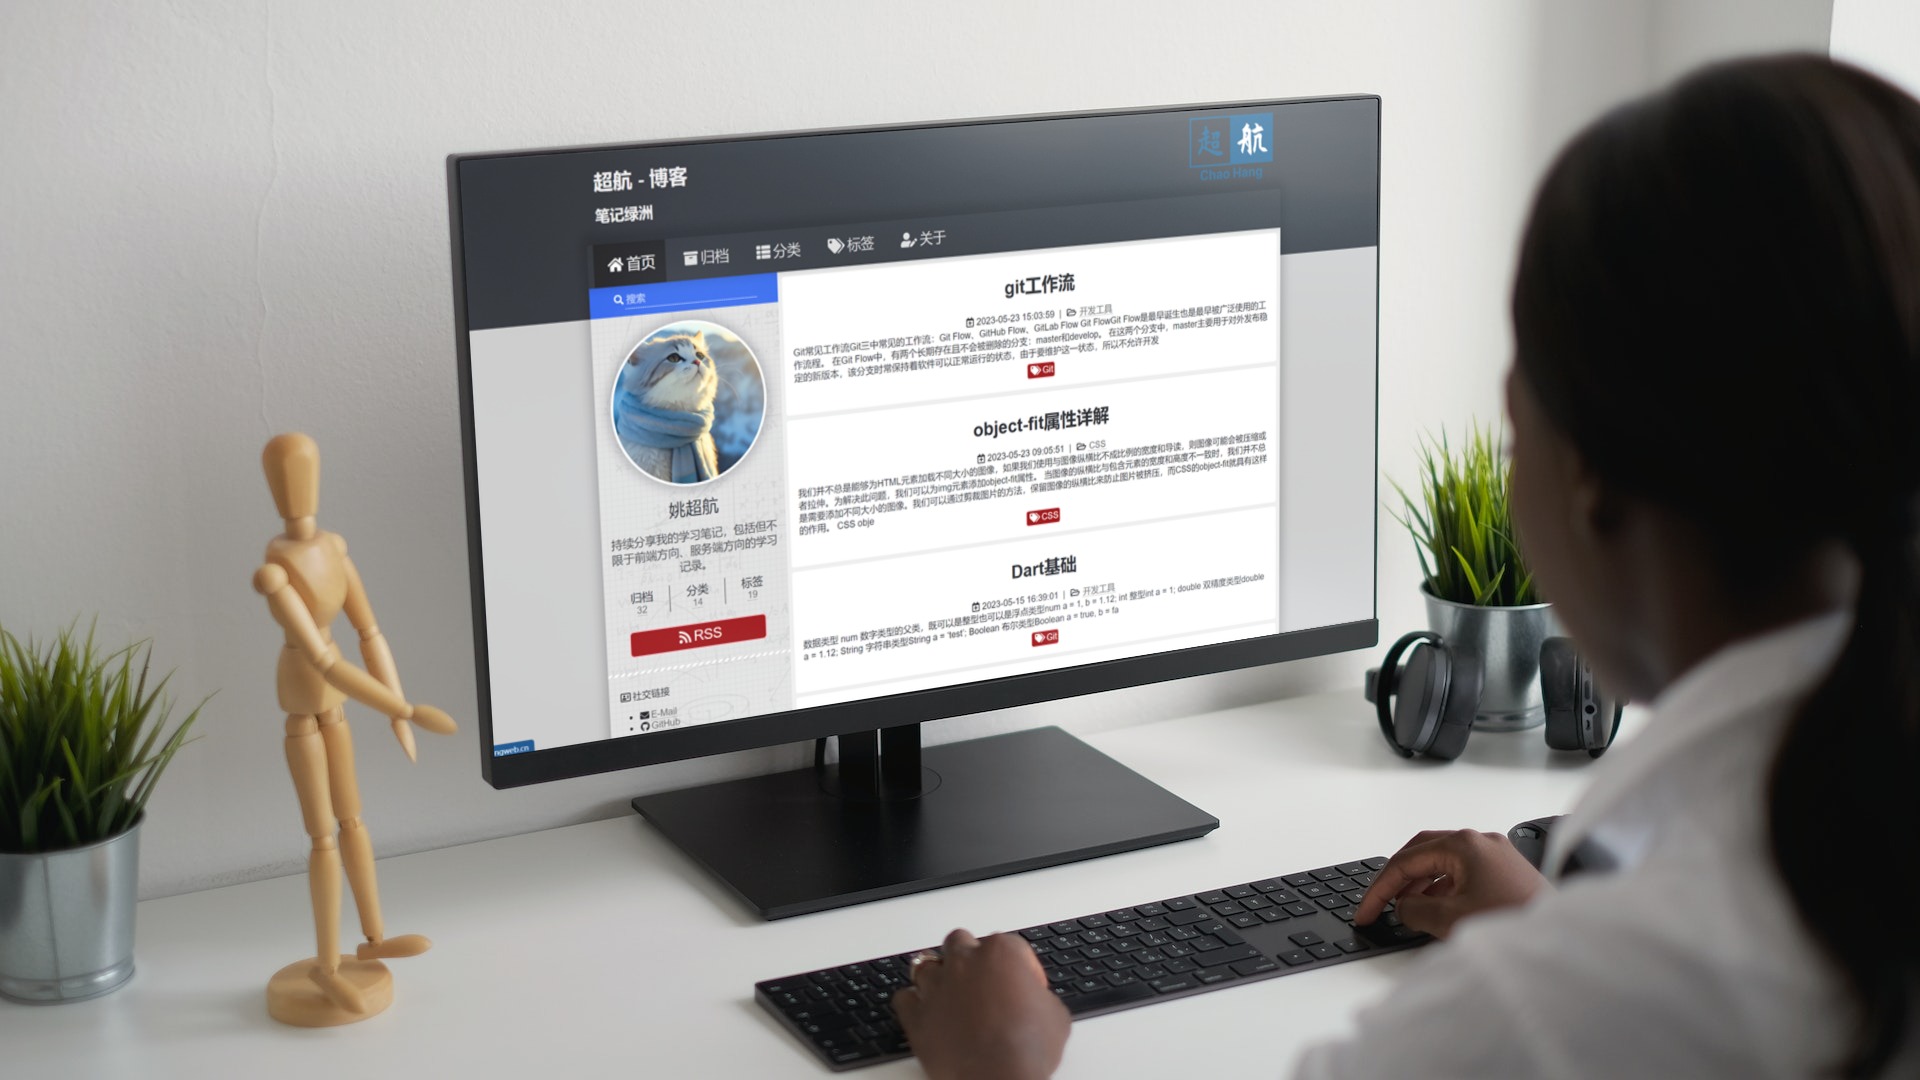 超航 - 博客
笔记绿洲
超航
Chao Hang
首页 归档 分类 标签 关于
搜索
姚超航
持续分享我的学习笔记，包括但不
限于前端方向、服务端方向的学习
记录。
归档 分类 标签
32 14 19
RSS
社交链接
E-Mail
GitHub
ngweb.cn
git工作流
2023-05-23 15:03:59 | 开发工具
Git常见工作流Git三中常见的工作流：Git Flow、GitHub Flow、GitLab Flow Git FlowGit Flow是最早诞生也是最早被广泛使用的工
作流程。 在Git Flow中，有两个长期存在且不会被删除的分支：master和develop。 在这两个分支中，master主要用于对外发布稳
定的新版本，该分支时常保持着软件可以正常运行的状态，由于要维护这一状态，所以不允许开发
Git
object-fit属性详解
2023-05-23 09:05:51 | CSS
我们并不总是能够为HTML元素加载不同大小的图像，如果我们使用与图像纵横比不成比例的宽度和导读，则图像可能会被压缩或
者拉伸。为解决此问题，我们可以为img元素添加object-fit属性。 当图像的纵横比与包含元素的宽度和高度不一致时，我们并不总
是需要添加不同大小的图像。我们可以通过剪裁图片的方法，保留图像的纵横比来防止图片被挤压，而CSS的object-fit就具有这样
的作用。 CSS obje
CSS
Dart基础
2023-05-15 16:39:01 | 开发工具
数据类型 num 数字类型的父类，既可以是整型也可以是浮点类型num a = 1, b = 1.12; int 整型int a = 1; double 双精度类型double
a = 1.12; String 字符串类型String a = 'test'; Boolean 布尔类型Boolean a = true, b = fa
Git